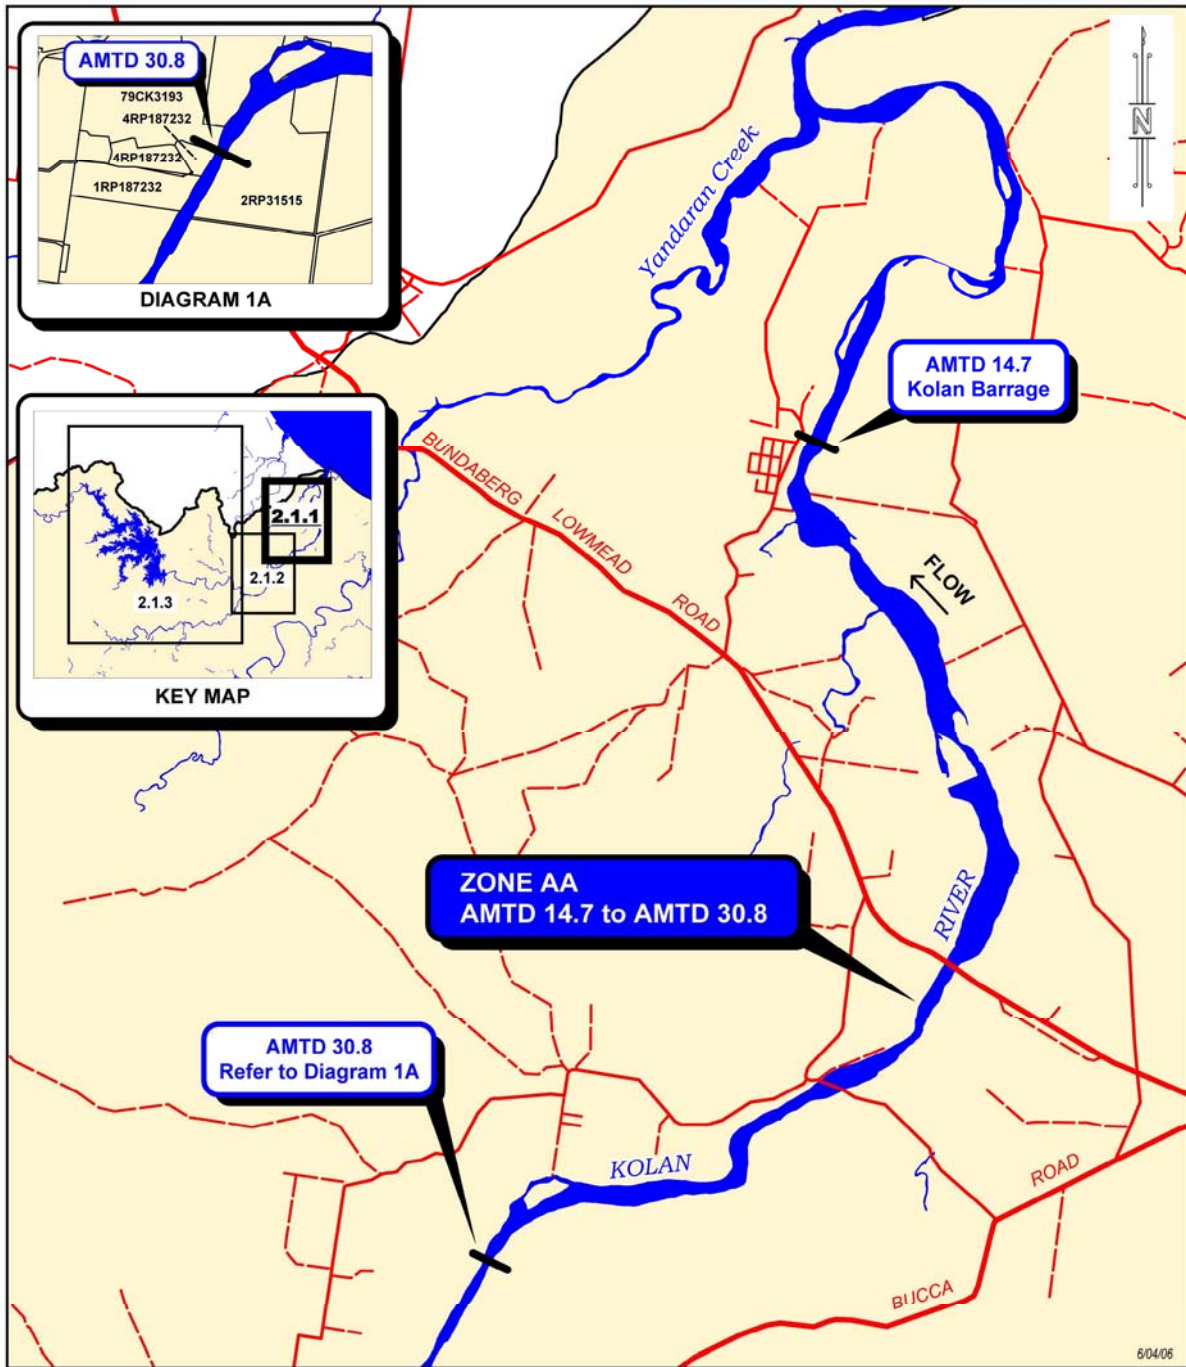 AMTD 30.8
79CK3193
4RP187232
4RP187232
1RP187232
2RP31515
DIAGRAM 1A
N
Yandaran Creek
AMTD 14.7
Kolan Barrage
2.1.1
2.1.2
2.1.3
KEY MAP
BUNDABERG
LOWMEAD
ROAD
FLOW
ZONE AA
AMTD 14.7 to AMTD 30.8
RIVER
AMTD 30.8
Refer to Diagram 1A
KOLAN
ROAD
BUCCA
6/04/06